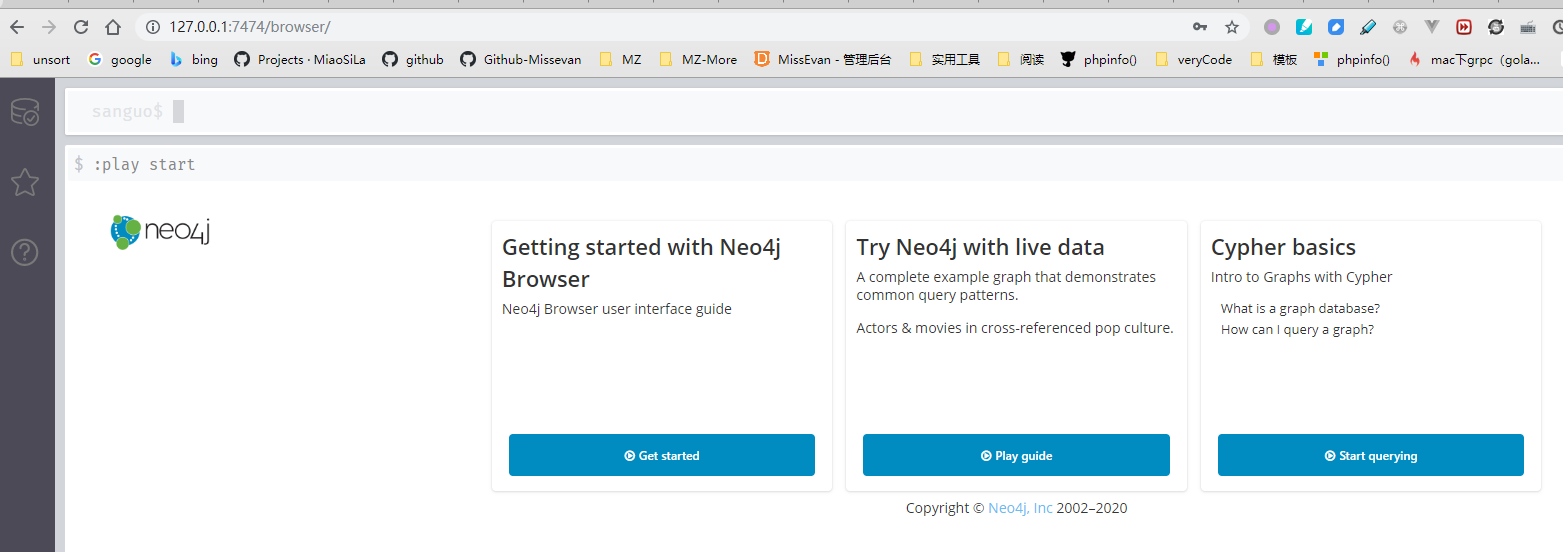 127.0.0.1:7474/browser/
unsort google bing Projects · MiaoSiLa github Github-Missevan MZ MZ-More MissEvan - 管理后台 实用工具 阅读 phpinfo() veryCode 模板 phpinfo() mac下grpc（gola...
sanguo$
$ :play start
neo4j
Getting started with Neo4j
Browser
Neo4j Browser user interface guide
Get started
Try Neo4j with live data
A complete example graph that demonstrates
common query patterns.
Actors & movies in cross-referenced pop culture.
Play guide
Cypher basics
Intro to Graphs with Cypher
What is a graph database?
How can I query a graph?
Start querying
Copyright © Neo4j, Inc 2002–2020